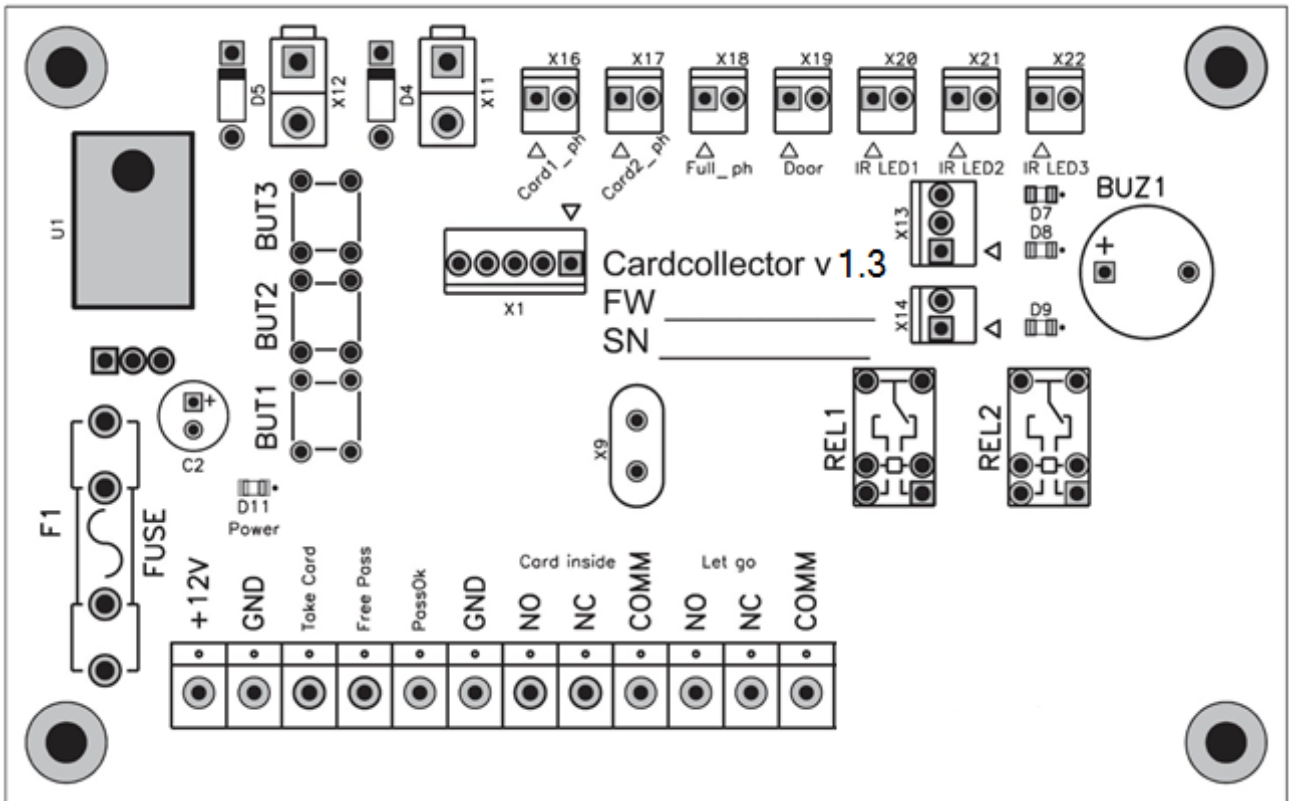 X16 X17 X18 X19 X20 X21 X22
D5 X12 D4 X11
Card1_ph Card2_ph Full_ph Door IR LED1 IR LED2 IR LED3
U1
BUT3
X13
D7
D8
BUZ1
+
X1
Cardcollector v 1.3
FW
SN
BUT2
X14
D9
BUT1
+
C2
X9
REL1
REL2
F1
FUSE
D11
Power
Card inside Let go
+12V GND Take Card Free Pass PassOk GND NO NC COMM NO NC COMM